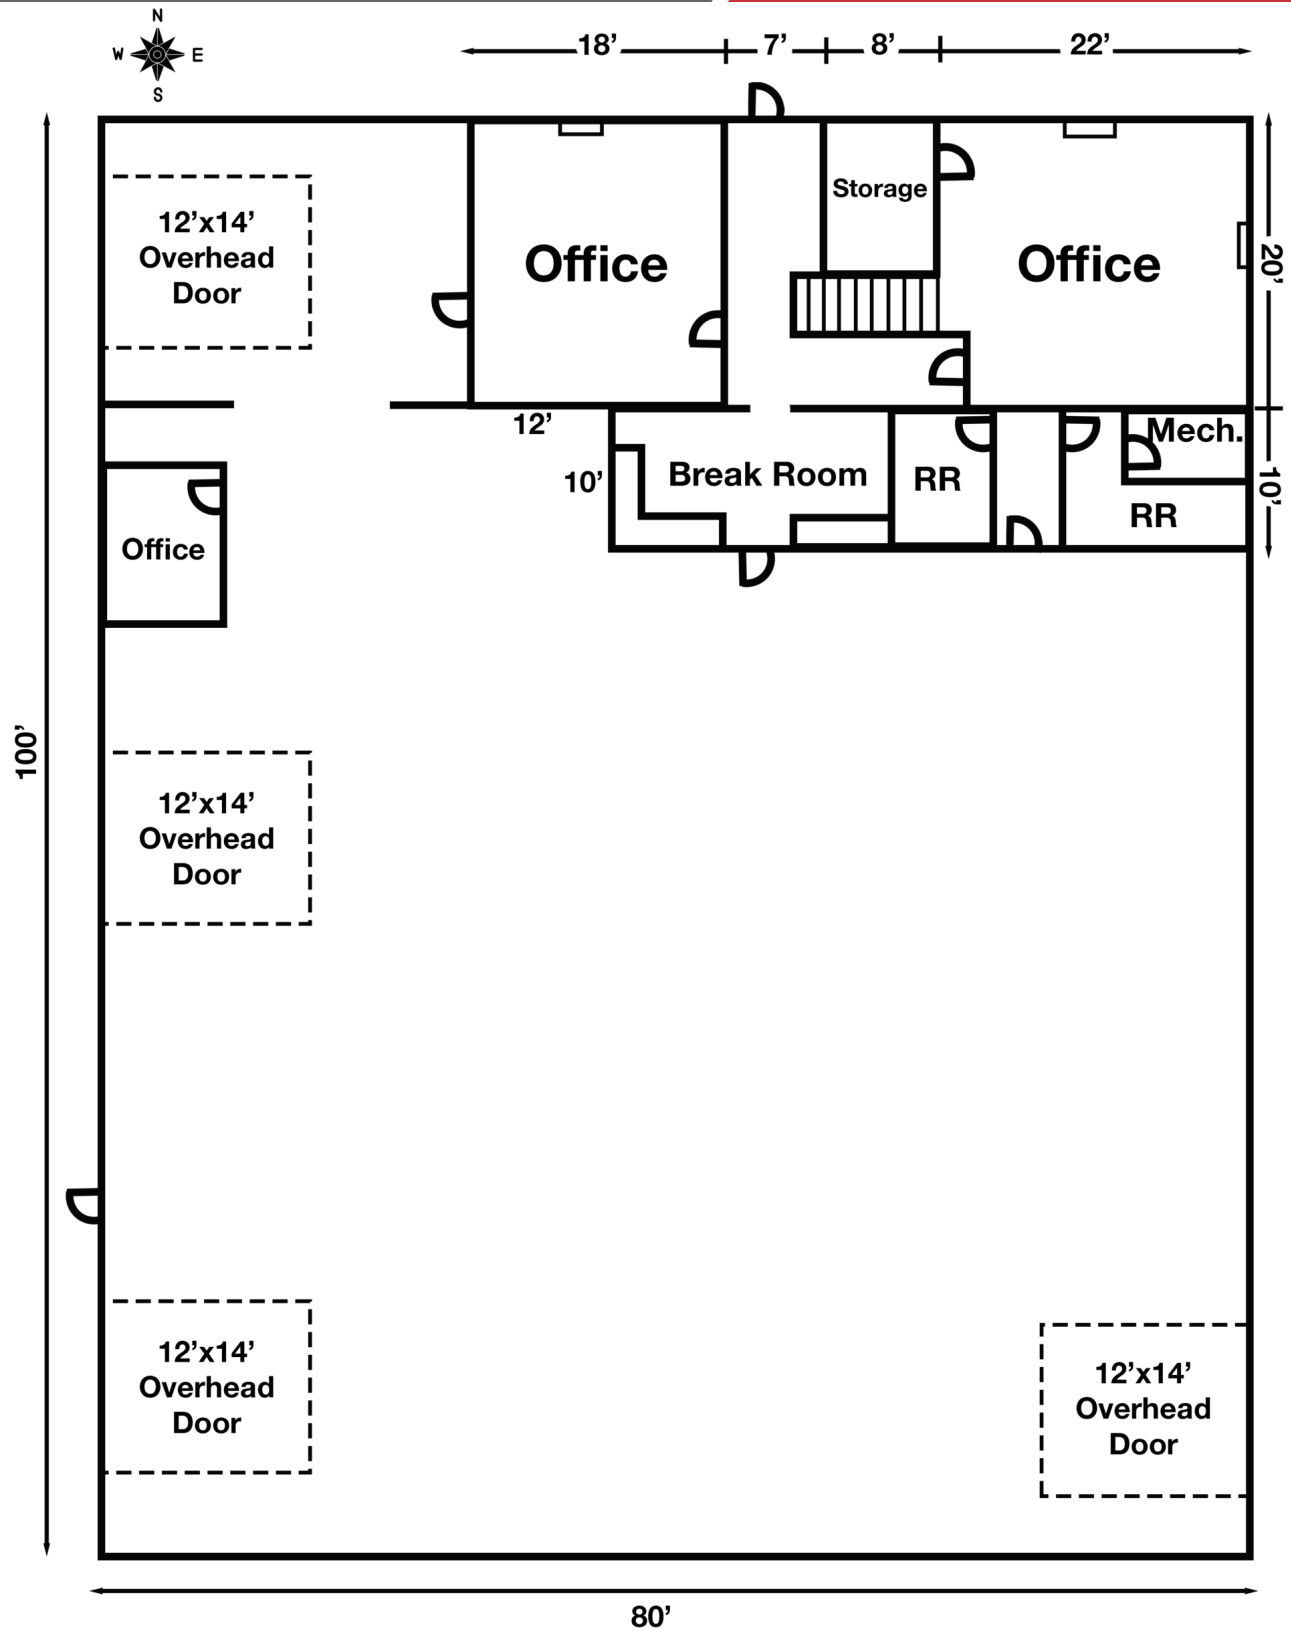 N
W E
S
18’ 7’ 8’ 22’
12’x14’
Overhead
Door
Office
Storage
Office
20’
12’
10’
Break Room
RR
Mech.
RR
10’
Office
100’
12’x14’
Overhead
Door
12’x14’
Overhead
Door
12’x14’
Overhead
Door
80’